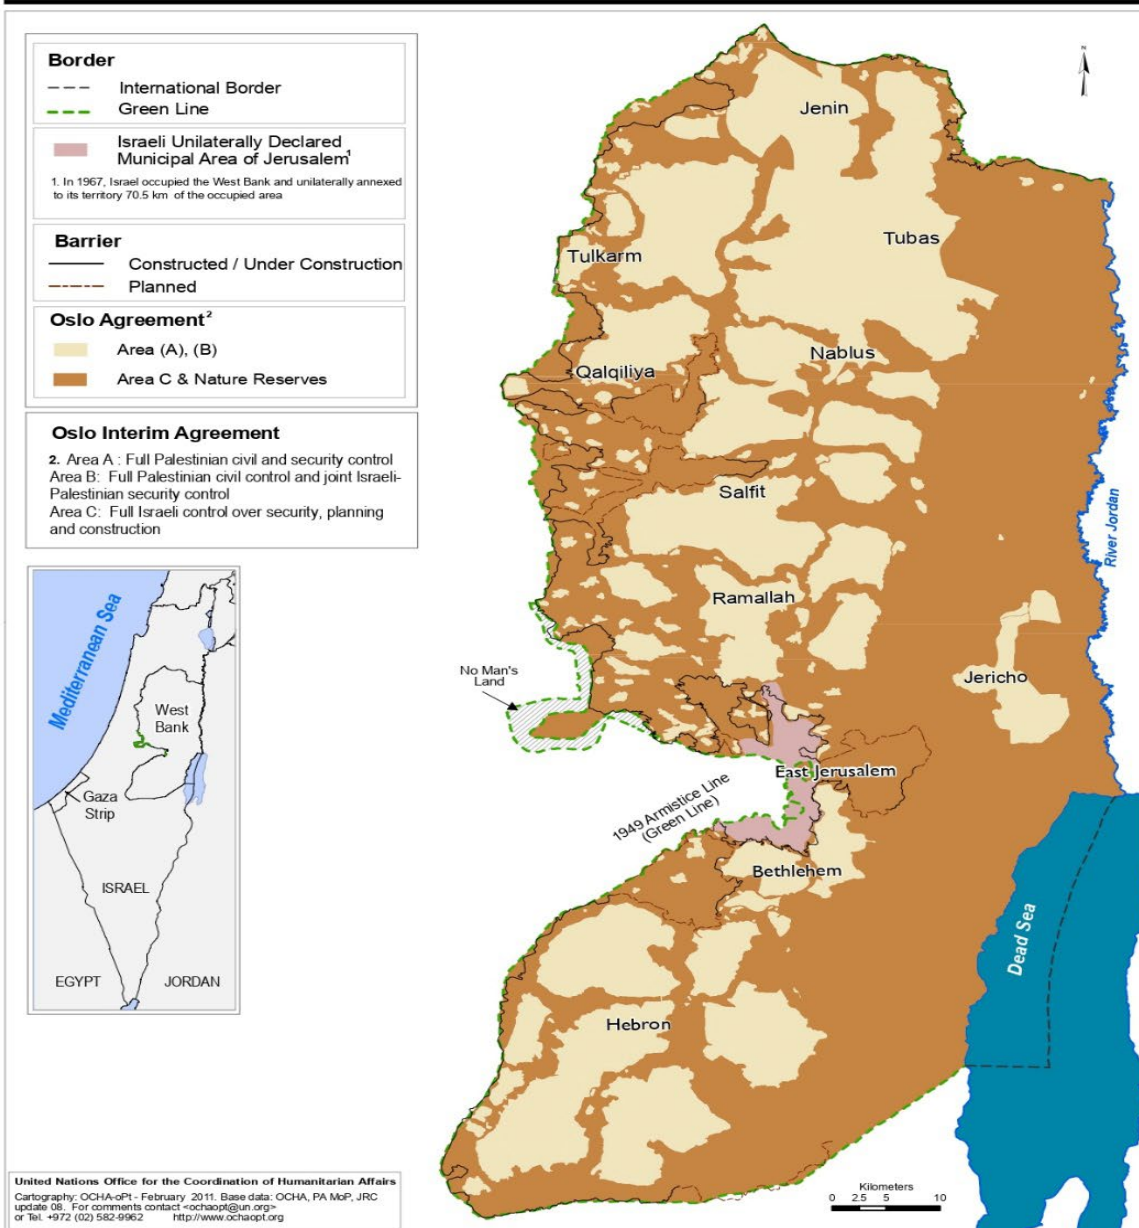 Border
International Border
Green Line
Israeli Unilaterally Declared
Municipal Area of Jerusalem¹
1. In 1967, Israel occupied the West Bank and unilaterally annexed
to its territory 70.5 km of the occupied area
Barrier
Constructed / Under Construction
Planned
Oslo Agreement²
Area (A), (B)
Area C & Nature Reserves
Oslo Interim Agreement
2. Area A : Full Palestinian civil and security control
Area B: Full Palestinian civil control and joint Israeli-
Palestinian security control
Area C: Full Israeli control over security, planning
and construction
Mediterranean Sea
West
Bank
Gaza
Strip
ISRAEL
EGYPT
JORDAN
N
Jenin
Tubas
Tulkarm
Nablus
Qalqiliya
Salfit
River Jordan
Ramallah
No Man's
Land
Jericho
East Jerusalem
1949 Armistice Line
(Green Line)
Bethlehem
Dead Sea
Hebron
Kilometers
0 2.5 5 10
United Nations Office for the Coordination of Humanitarian Affairs
Cartography: OCHA-oPt - February 2011. Base data: OCHA, PA MoP, JRC
update 08. For comments contact <ochaopt@un.org>
or Tel. +972 (02) 582-9962 http://www.ochaopt.org